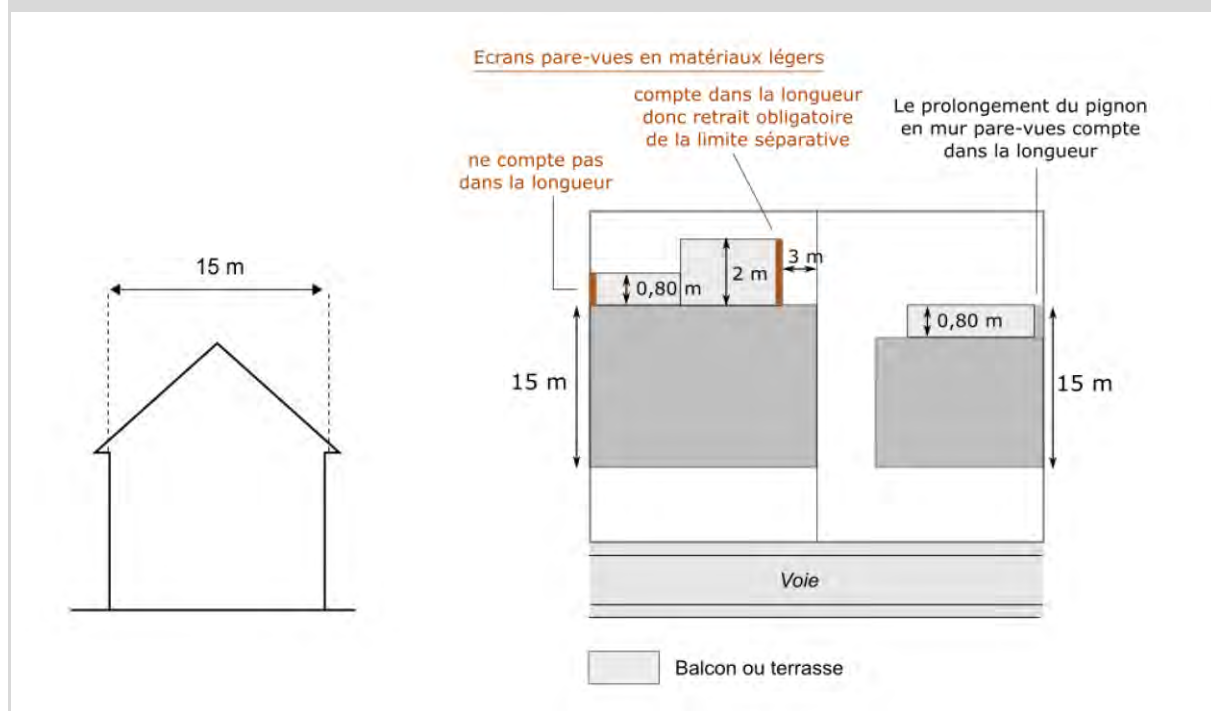 Ecrans pare-vues en matériaux légers
compte dans la longueur
donc retrait obligatoire
de la limite séparative
Le prolongement du pignon
en mur pare-vues compte
dans la longueur
ne compte pas
dans la longueur
15 m
3 m
2 m
0,80 m
0,80 m
15 m
15 m
Voie
Balcon ou terrasse